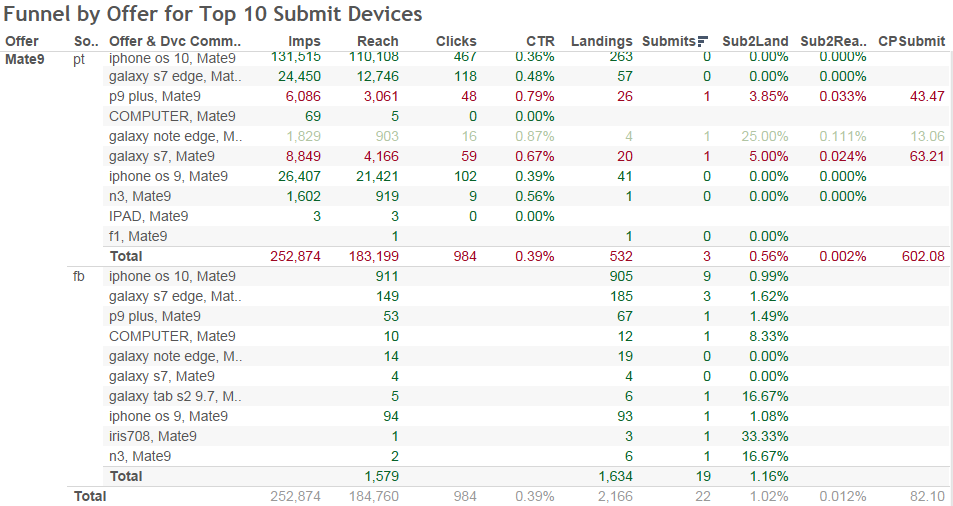 Funnel by Offer for Top 10 Submit Devices
Offer So.. Offer & Dvc Comm.. Imps Reach Clicks CTR Landings Submits Sub2Land Sub2Rea.. CPSubmit
Mate9 pt iphone os 10, Mate9 131,515 110,108 467 0.36% 263 0 0.00% 0.000%
galaxy s7 edge, Mat.. 24,450 12,746 118 0.48% 57 0 0.00% 0.000%
p9 plus, Mate9 6,086 3,061 48 0.79% 26 1 3.85% 0.033% 43.47
COMPUTER, Mate9 69 5 0 0.00%
galaxy note edge, M.. 1,829 903 16 0.87% 4 1 25.00% 0.111% 13.06
galaxy s7, Mate9 8,849 4,166 59 0.67% 20 1 5.00% 0.024% 63.21
iphone os 9, Mate9 26,407 21,421 102 0.39% 41 0 0.00% 0.000%
n3, Mate9 1,602 919 9 0.56% 1 0 0.00% 0.000%
IPAD, Mate9 3 3 0 0.00%
f1, Mate9 1 1 0 0.00%
Total 252,874 183,199 984 0.39% 532 3 0.56% 0.002% 602.08
fb iphone os 10, Mate9 911 905 9 0.99%
galaxy s7 edge, Mat.. 149 185 3 1.62%
p9 plus, Mate9 53 67 1 1.49%
COMPUTER, Mate9 10 12 1 8.33%
galaxy note edge, M.. 14 19 0 0.00%
galaxy s7, Mate9 4 4 0 0.00%
galaxy tab s2 9.7, M.. 5 6 1 16.67%
iphone os 9, Mate9 94 93 1 1.08%
iris708, Mate9 1 3 1 33.33%
n3, Mate9 2 6 1 16.67%
Total 1,579 1,634 19 1.16%
Total 252,874 184,760 984 0.39% 2,166 22 1.02% 0.012% 82.10